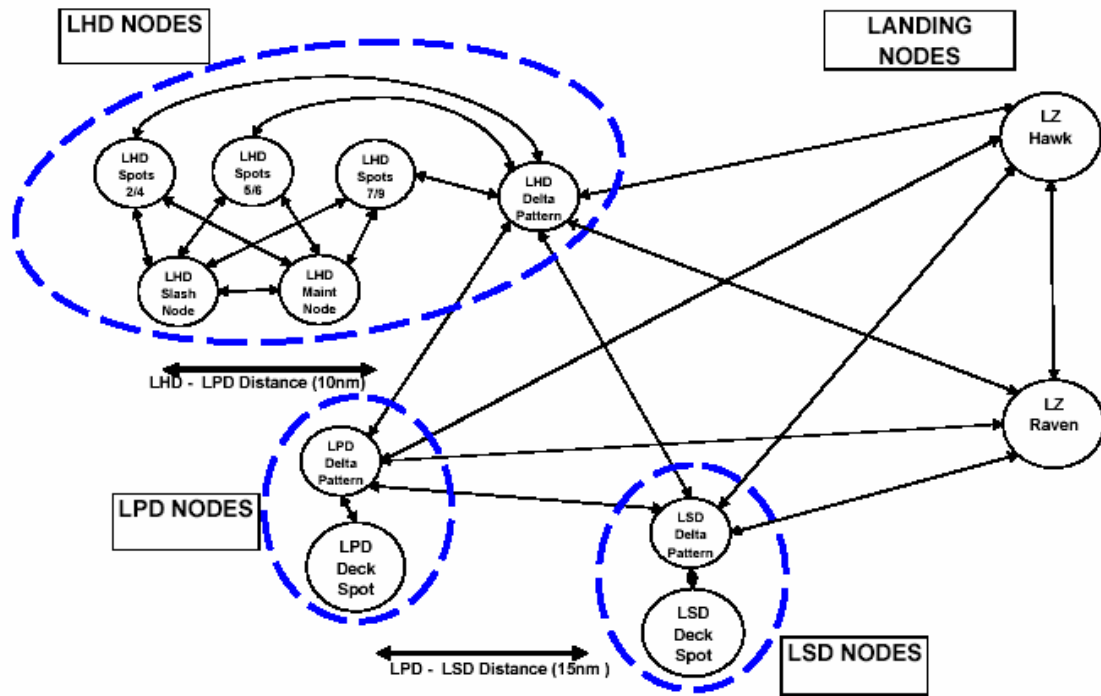 LHD NODES
LANDING
NODES
LZ
Hawk
LHD
Spots
2/4
LHD
Spots
5/6
LHD
Spots
7/9
LHD
Delta
Pattern
LHD
Slash
Node
LHD
Maint
Node
LHD - LPD Distance (10nm)
LZ
Raven
LPD
Delta
Pattern
LPD NODES
LPD
Deck
Spot
LSD
Delta
Pattern
LSD
Deck
Spot
LSD NODES
LPD - LSD Distance (15nm )